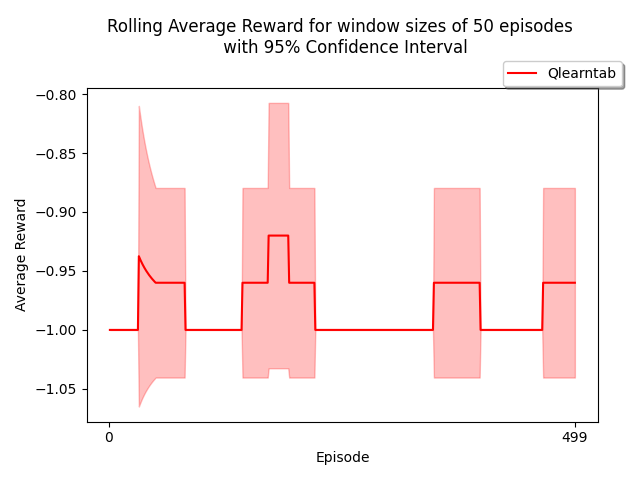 Rolling Average Reward for window sizes of 50 episodes
with 95% Confidence Interval
Qlearntab
−0.80
−0.85
−0.90
−0.95
−1.00
−1.05
Average Reward
0
499
Episode